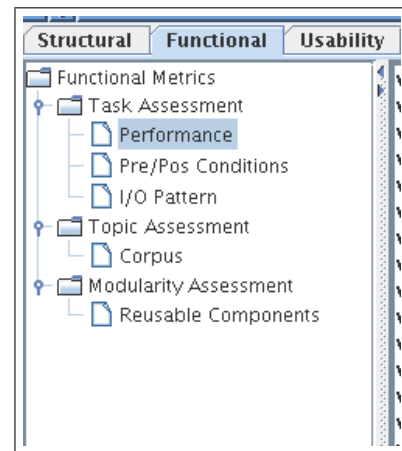 Structural Functional Usability
Functional Metrics
Task Assessment
Performance
Pre/Pos Conditions
I/O Pattern
Topic Assessment
Corpus
Modularity Assessment
Reusable Components